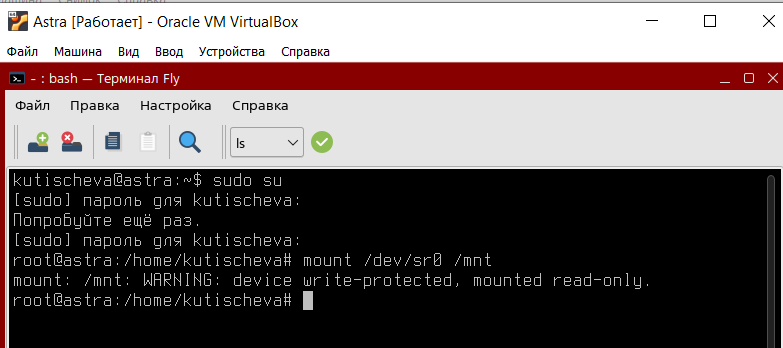 Astra [Работает] - Oracle VM VirtualBox
Файл Машина Вид Ввод Устройства Справка
- : bash — Терминал Fly
Файл Правка Настройка Справка
ls
kutischeva@astra:~$ sudo su
[sudo] пароль для kutischeva:
Попробуйте ещё раз.
[sudo] пароль для kutischeva:
root@astra:/home/kutischeva# mount /dev/sr0 /mnt
mount: /mnt: WARNING: device write-protected, mounted read-only.
root@astra:/home/kutischeva#